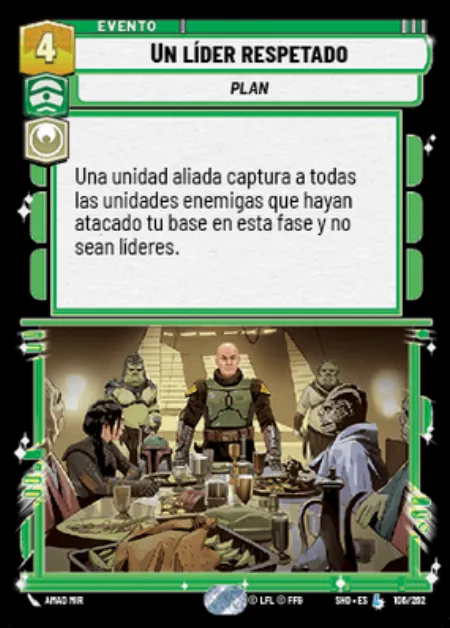 EVENTO
4
UN LÍDER RESPETADO
PLAN
Una unidad aliada captura a todas
las unidades enemigas que hayan
atacado tu base en esta fase y no
sean líderes.
AMAD MIR
© LFL © FFG
SHD • ES
L
106/262